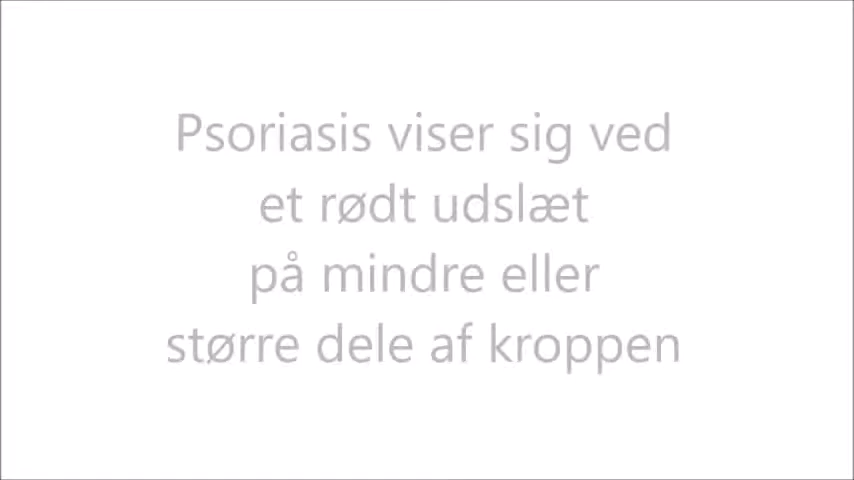 Psoriasis viser sig ved
et rødt udslæt
på mindre eller
større dele af kroppen